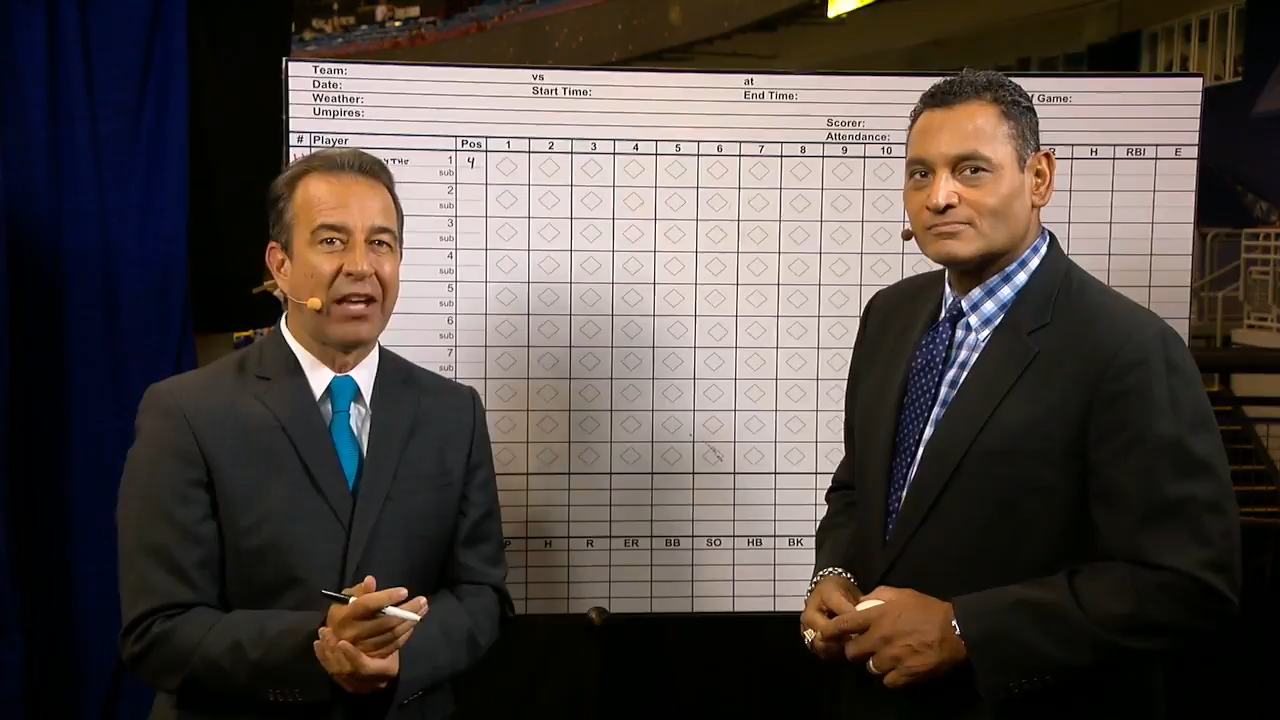 Team: vs at
Date: Start Time: End Time: Game:
Weather:
Umpires: Scorer:
Attendance:
# Player Pos 1 2 3 4 5 6 7 8 9 10 R H RBI E
1 4
sub
2
sub
3
sub
4
sub
5
sub
6
sub
7
sub
P H R ER BB SO HB BK